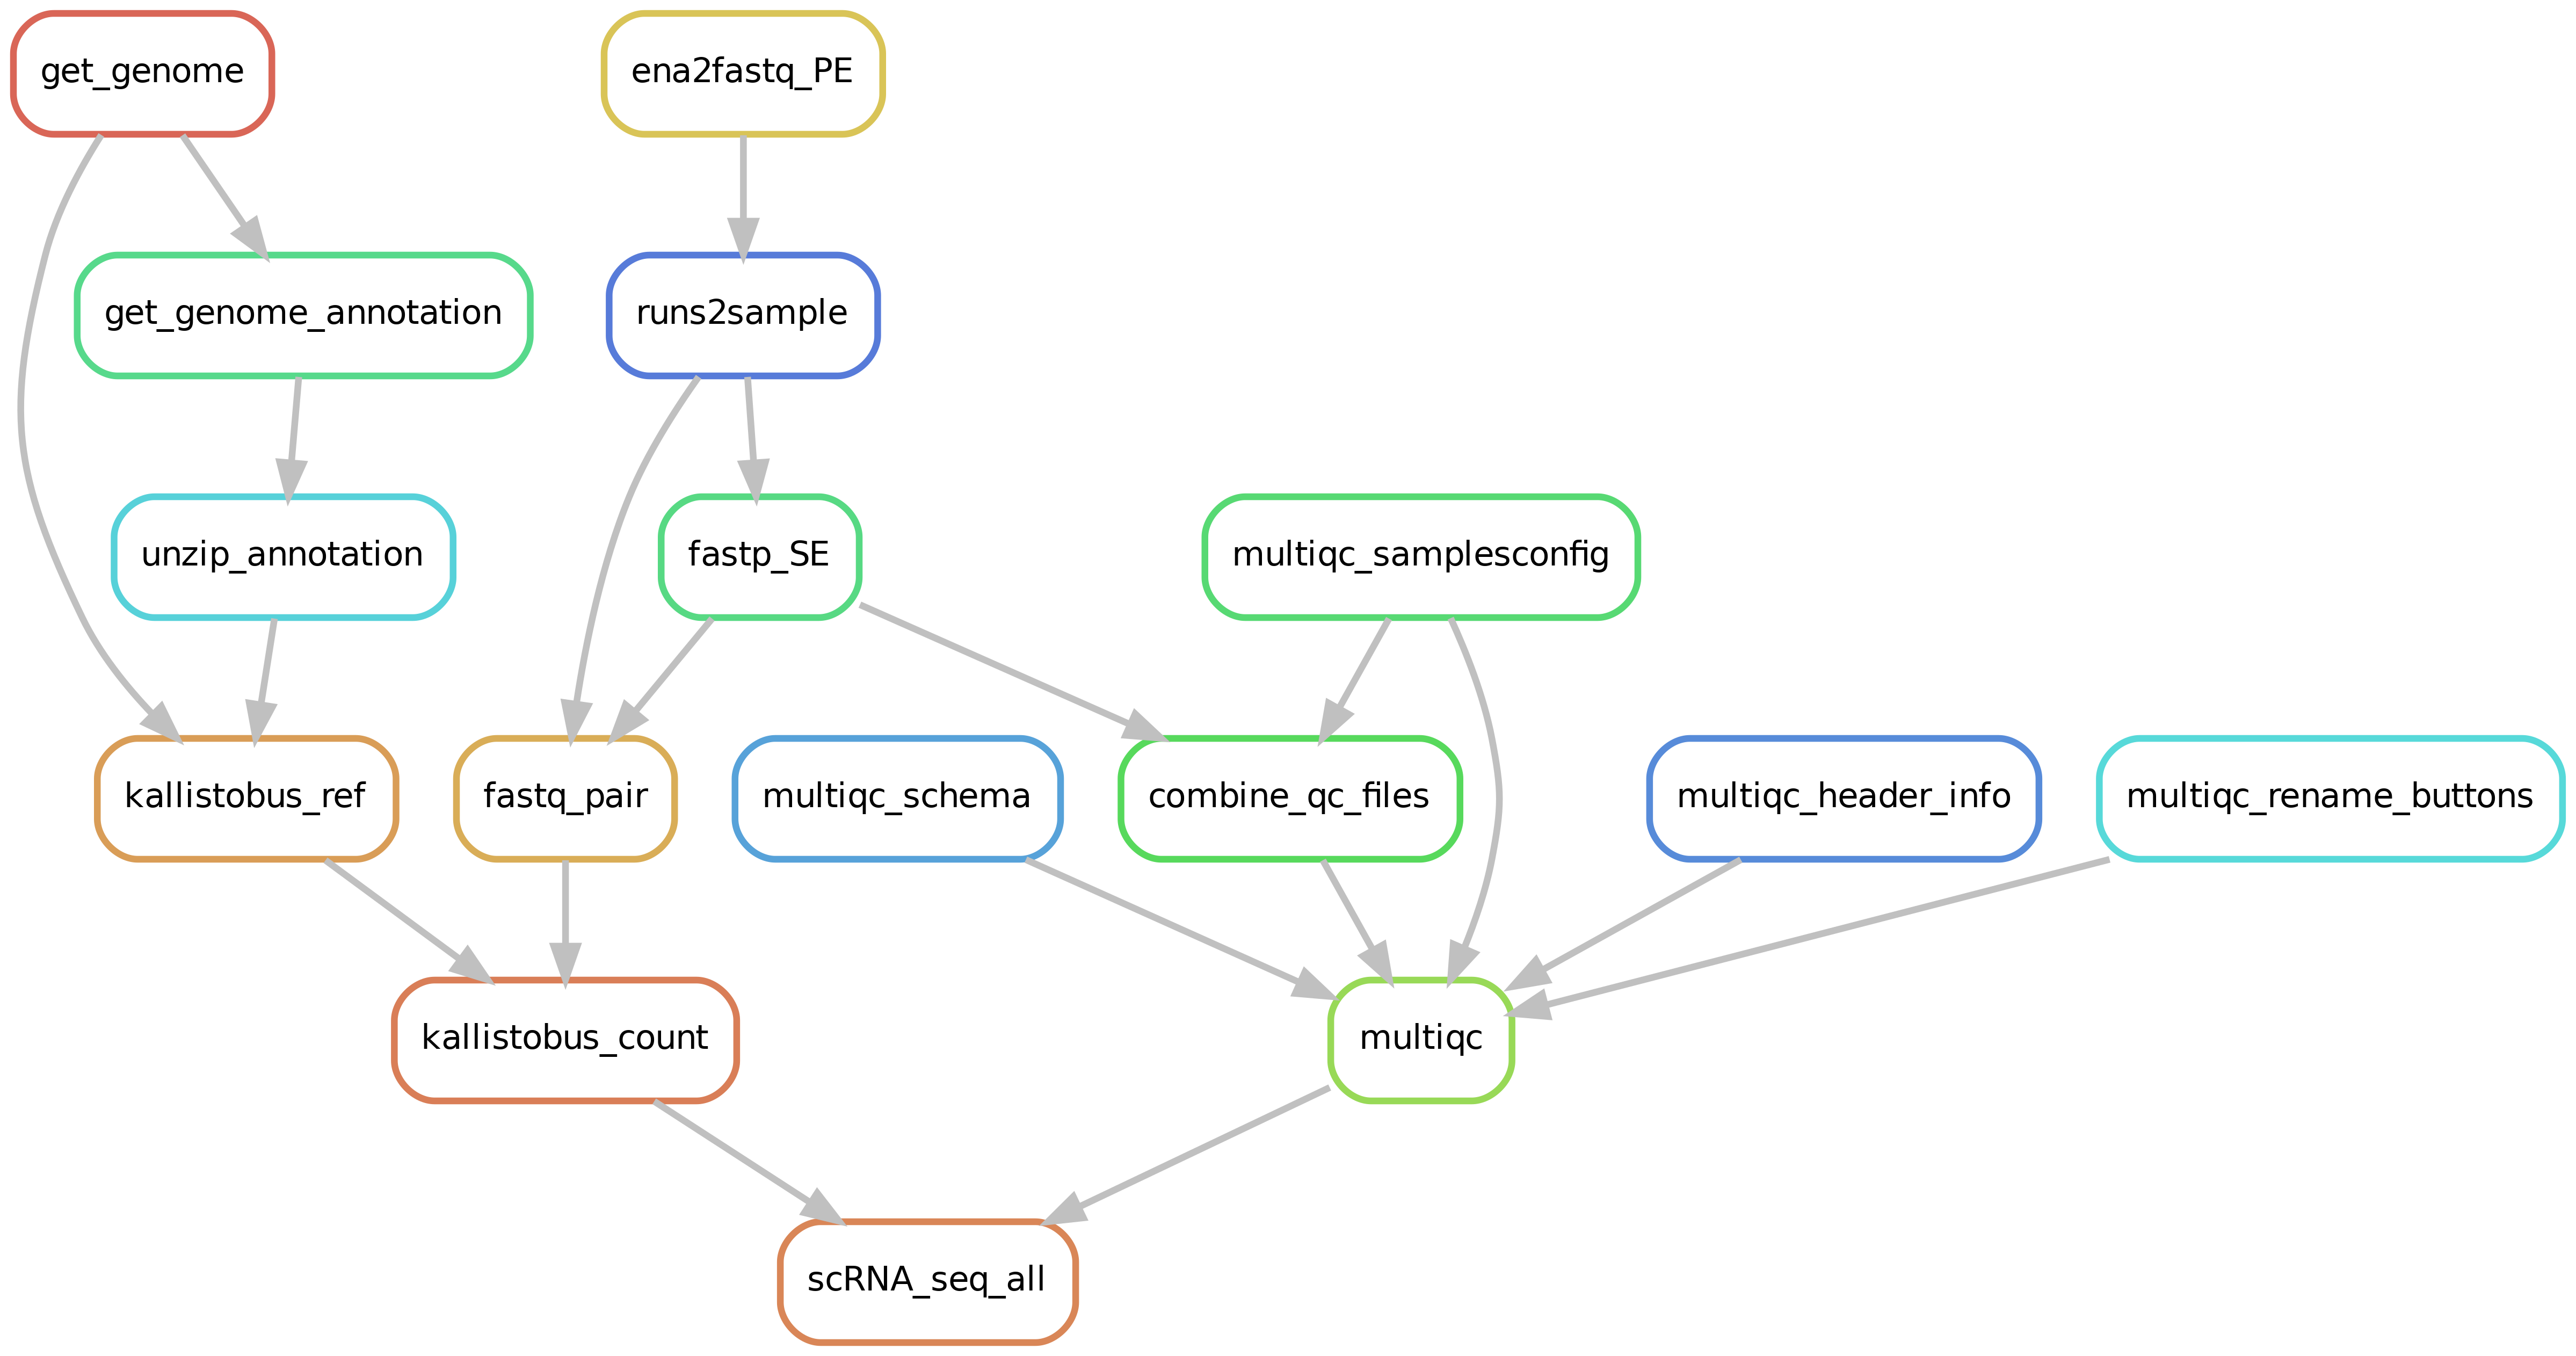 get_genome
ena2fastq_PE
get_genome_annotation
runs2sample
unzip_annotation
fastp_SE
multiqc_samplesconfig
kallistobus_ref
fastq_pair
multiqc_schema
combine_qc_files
multiqc_header_info
multiqc_rename_buttons
kallistobus_count
multiqc
scRNA_seq_all